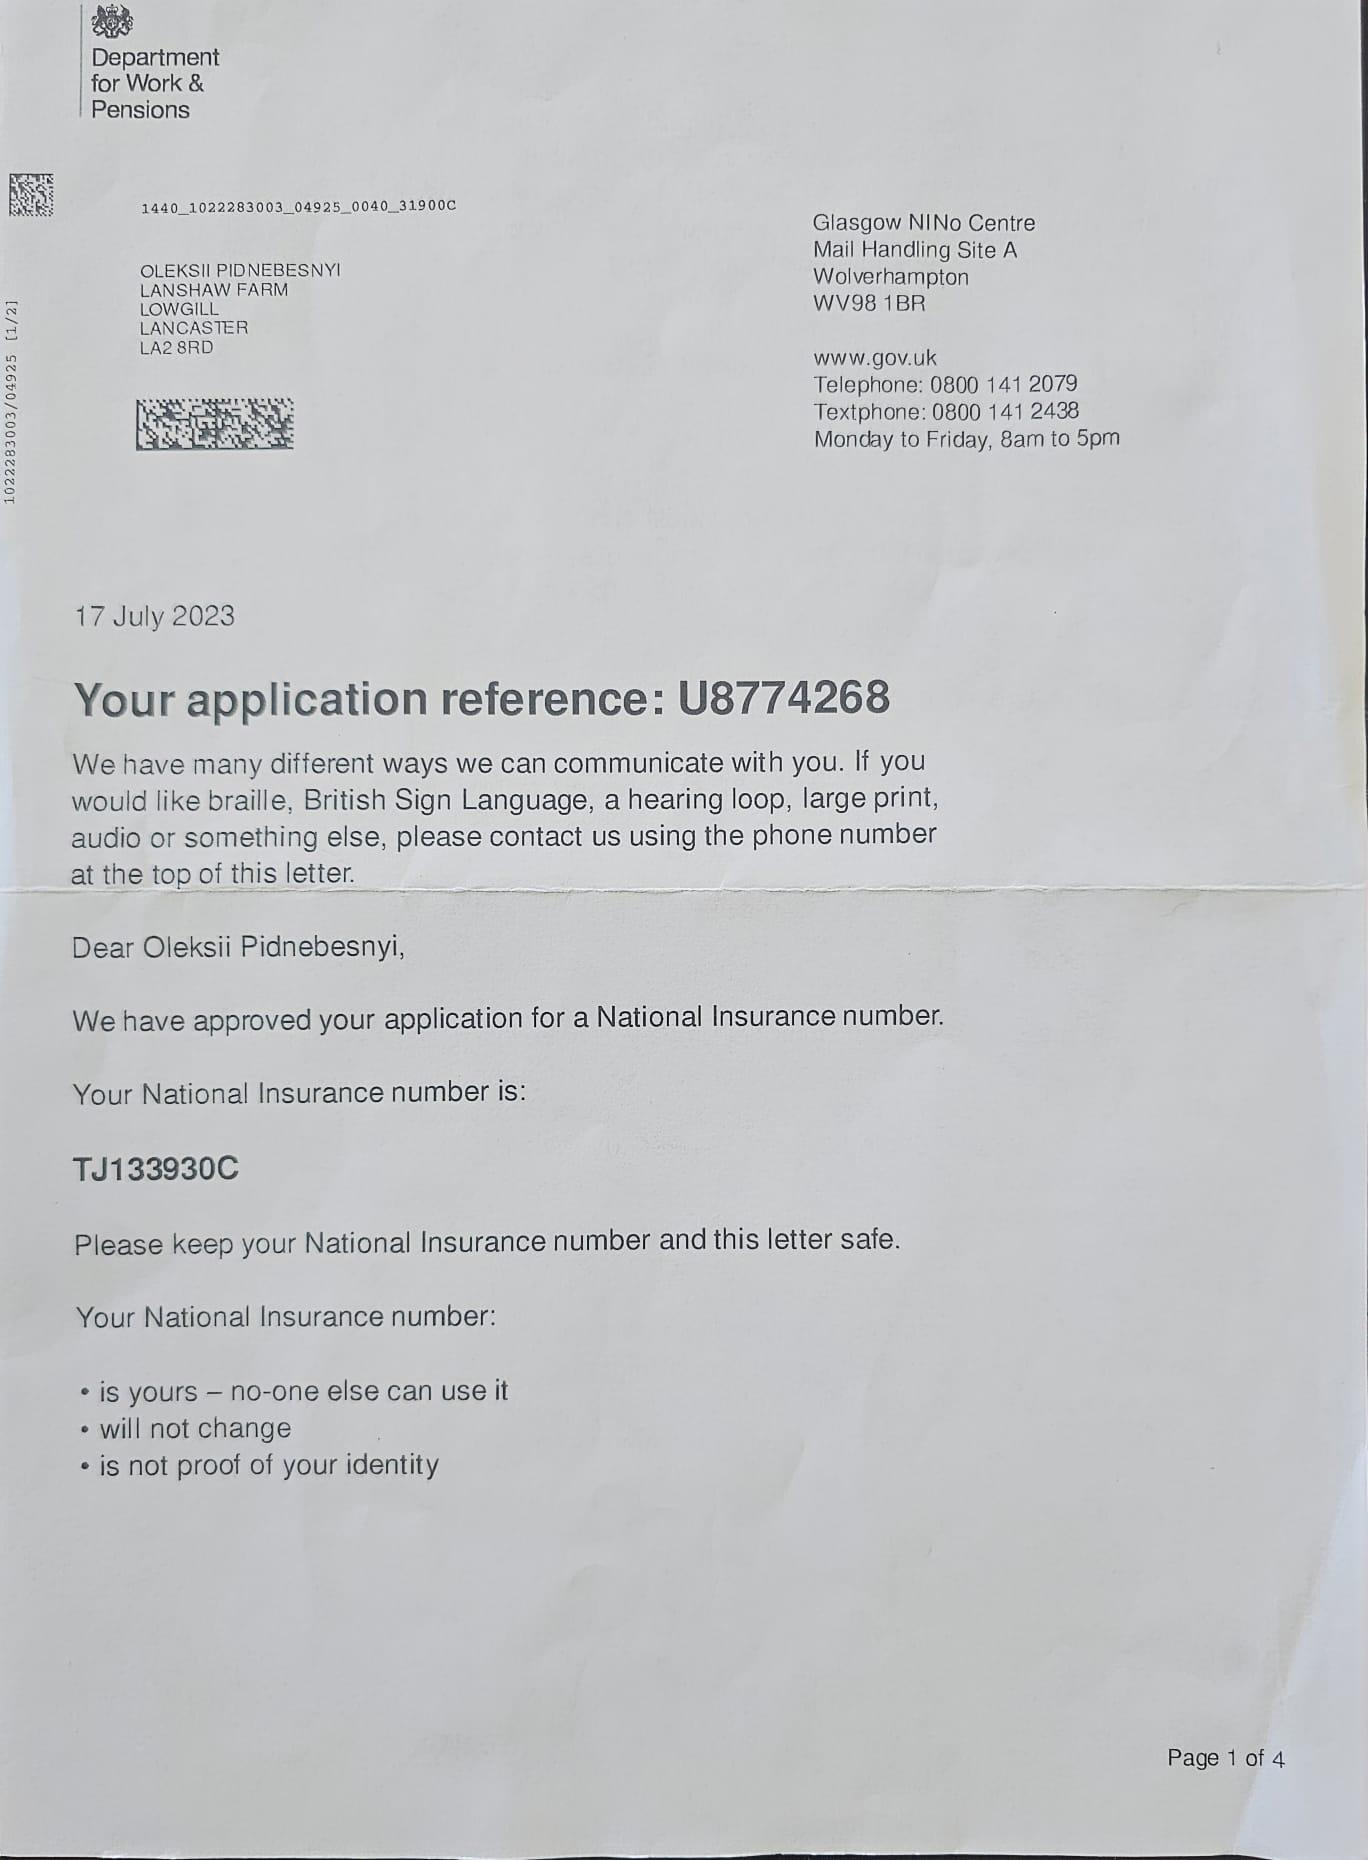 Department
for Work &
Pensions
1440_1022283003_04925_0040_31900C
OLEKSII PIDNEBESNYI
LANSHAW FARM
LOWGILL
LANCASTER
LA2 8RD
Glasgow NINo Centre
Mail Handling Site A
Wolverhampton
WV98 1BR
www.gov.uk
Telephone: 0800 141 2079
Textphone: 0800 141 2438
Monday to Friday, 8am to 5pm
1022283003/04925 [1/2]
17 July 2023
Your application reference: U8774268
We have many different ways we can communicate with you. If you
would like braille, British Sign Language, a hearing loop, large print,
audio or something else, please contact us using the phone number
at the top of this letter.
Dear Oleksii Pidnebesnyi,
We have approved your application for a National Insurance number.
Your National Insurance number is:
TJ133930C
Please keep your National Insurance number and this letter safe.
Your National Insurance number:
• is yours – no-one else can use it
• will not change
• is not proof of your identity
Page 1 of 4